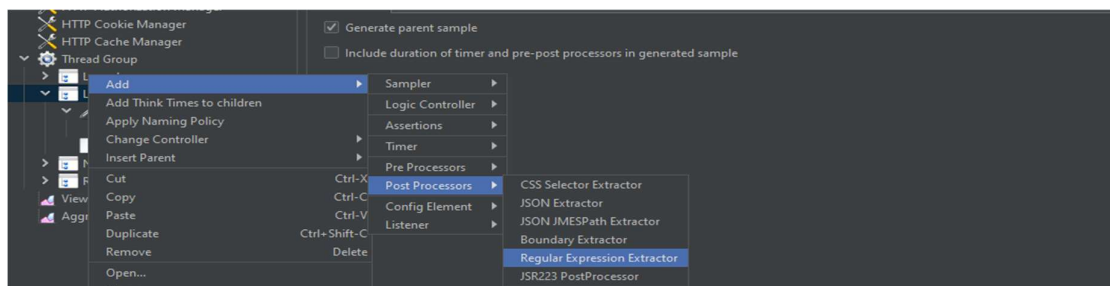 HTTP Cookie Manager
HTTP Cache Manager
Thread Group
Generate parent sample
Include duration of timer and pre-post processors in generated sample
Add
Add Think Times to children
Apply Naming Policy
Change Controller
Insert Parent
Cut Ctrl-X
Copy Ctrl-C
Paste Ctrl-V
Duplicate Ctrl+Shift-C
Remove Delete
Open...
Sampler
Logic Controller
Assertions
Timer
Pre Processors
Post Processors
Config Element
Listener
CSS Selector Extractor
JSON Extractor
JSON JMESPath Extractor
Boundary Extractor
Regular Expression Extractor
JSR223 PostProcessor
View
Aggr